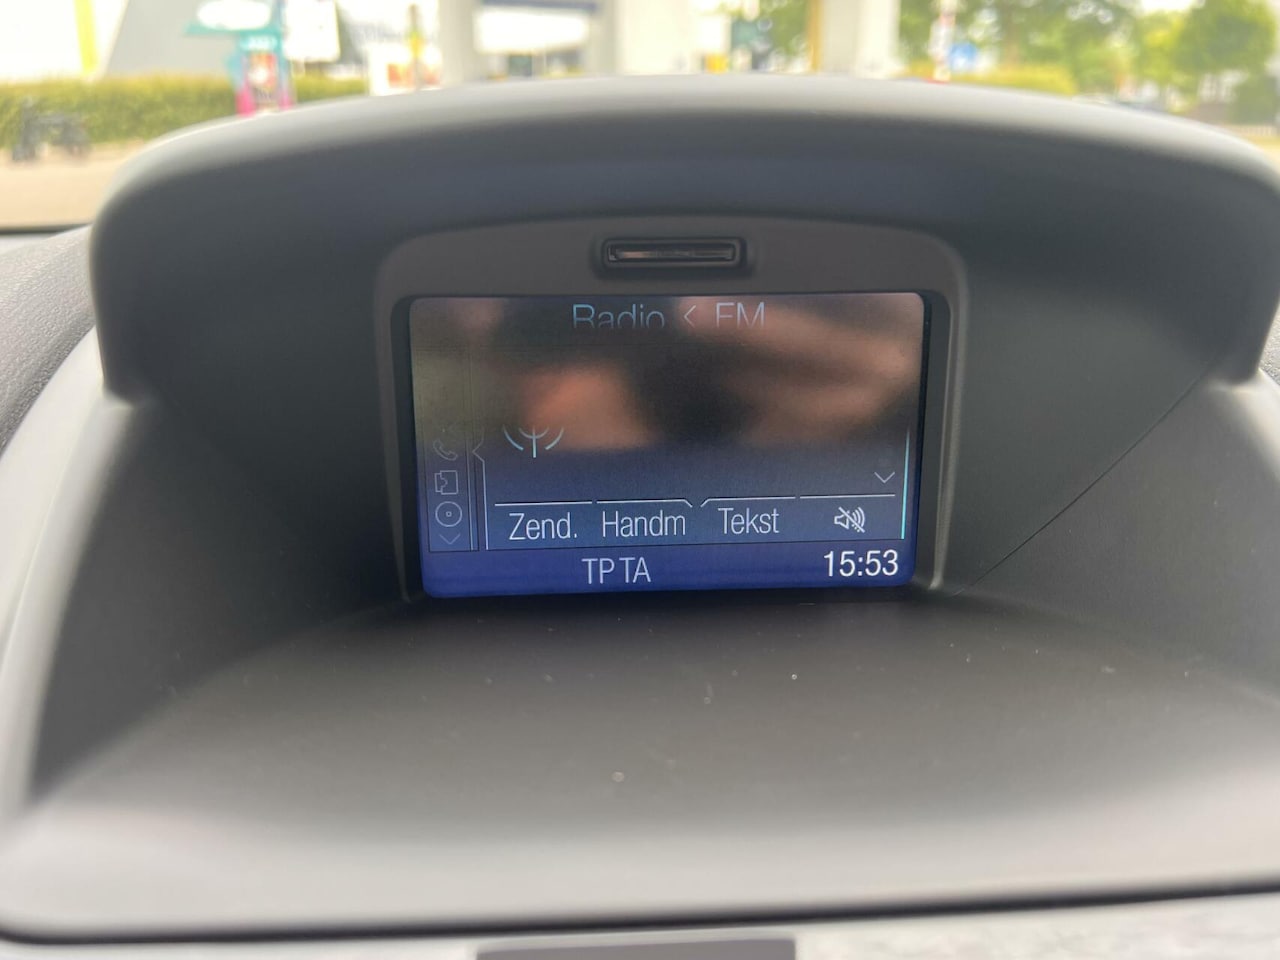 Radio < FM
Zend. Handm Tekst
TP TA 15:53